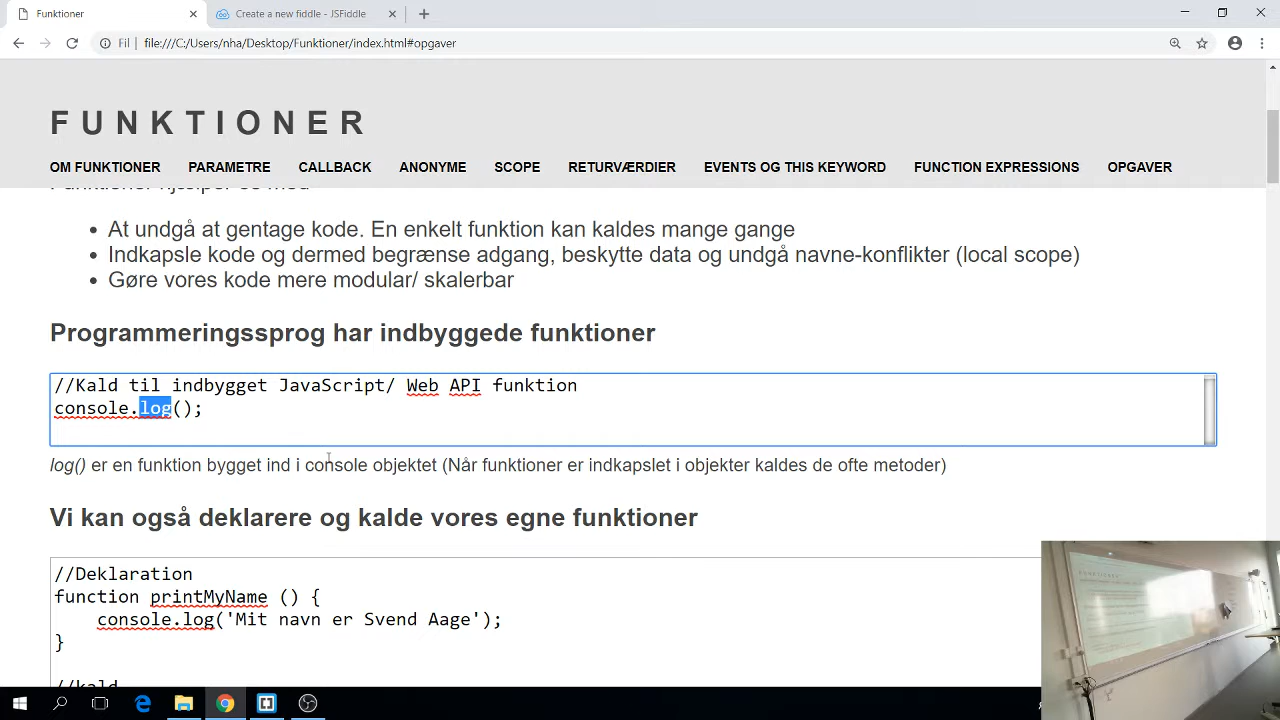 Funktioner
Create a new fiddle - JSFiddle
Fil
file:///C:/Users/nha/Desktop/Funktioner/index.html#opgaver
FUNKTIONER
OM FUNKTIONER PARAMETRE CALLBACK ANONYME SCOPE RETURVÆRDIER EVENTS OG THIS KEYWORD FUNCTION EXPRESSIONS OPGAVER
Funktioner hjælper os med
• At undgå at gentage kode. En enkelt funktion kan kaldes mange gange
• Indkapsle kode og dermed begrænse adgang, beskytte data og undgå navne-konflikter (local scope)
• Gøre vores kode mere modular/ skalerbar
Programmeringssprog har indbyggede funktioner
//Kald til indbygget JavaScript/ Web API funktion
console.log();
log() er en funktion bygget ind i console objektet (Når funktioner er indkapslet i objekter kaldes de ofte metoder)
Vi kan også deklarere og kalde vores egne funktioner
//Deklaration
function printMyName () {
console.log('Mit navn er Svend Aage');
}
//kald